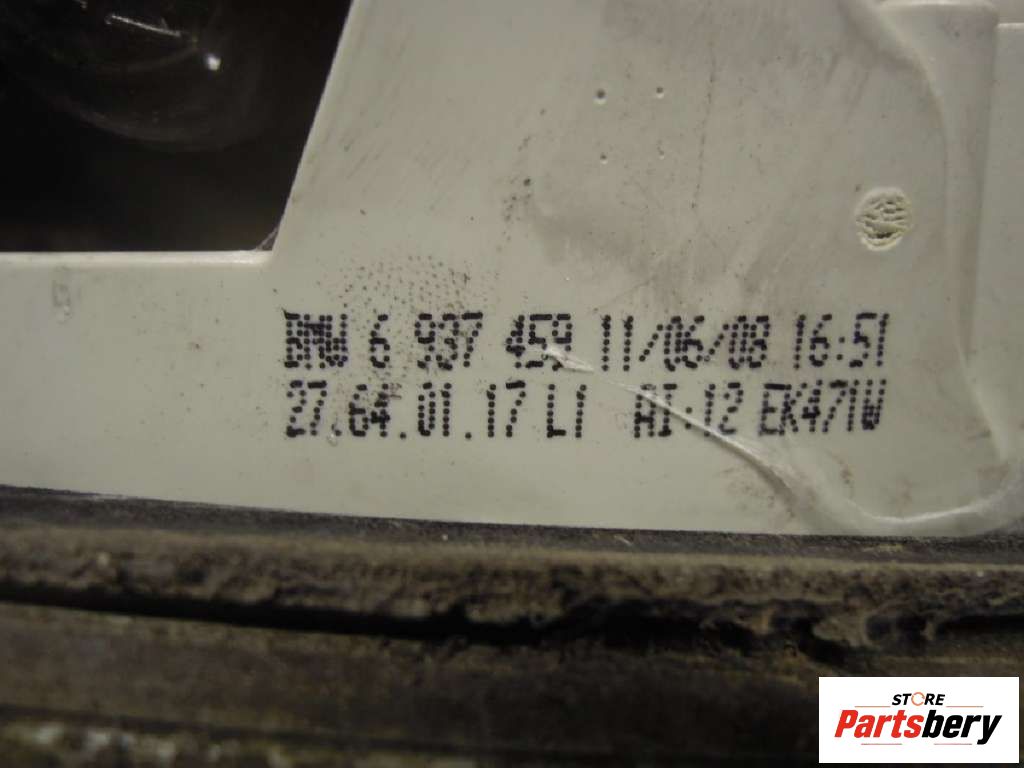 BMW 6 937 459 11/06/08 16:51
27.64.01.17 L1 AI:12 EK471W
STORE
Partsbery